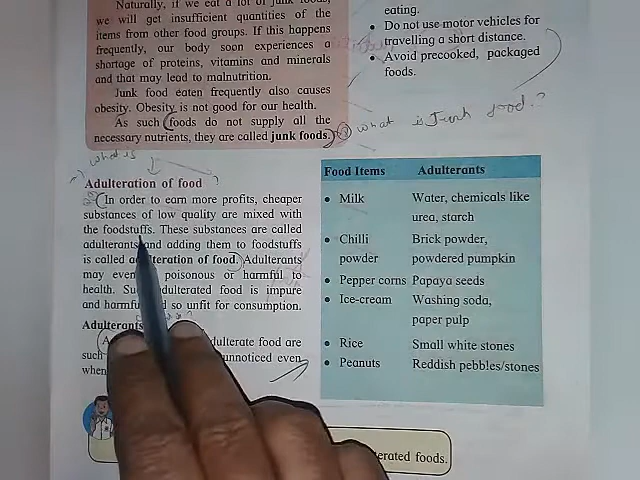 Naturally, if we eat a lot of junk foods,
we will get insufficient quantities of the
items from other food groups. If this happens
frequently, our body soon experiences a
shortage of proteins, vitamins and minerals
and that may lead to malnutrition.
Junk food eaten frequently also causes
obesity. Obesity is not good for our health.
As such foods do not supply all the
necessary nutrients, they are called junk foods.
eating.
• Do not use motor vehicles for
travelling a short distance.
• Avoid precooked, packaged
foods.
what is Junk food.?
what is
Adulteration of food ?
In order to earn more profits, cheaper
substances of low quality are mixed with
the foodstuffs. These substances are called
adulterants and adding them to foodstuffs
is called adulteration of food. Adulterants
may even poisonous or harmful to
health. Such adulterated food is impure
and harmful and so unfit for consumption.
Adulterants
dulterate food are
such unnoticed even
when
Food Items Adulterants
• Milk Water, chemicals like
urea, starch
• Chilli Brick powder,
powder powdered pumpkin
• Pepper corns Papaya seeds
• Ice-cream Washing soda,
paper pulp
• Rice Small white stones
• Peanuts Reddish pebbles/stones
erated foods.